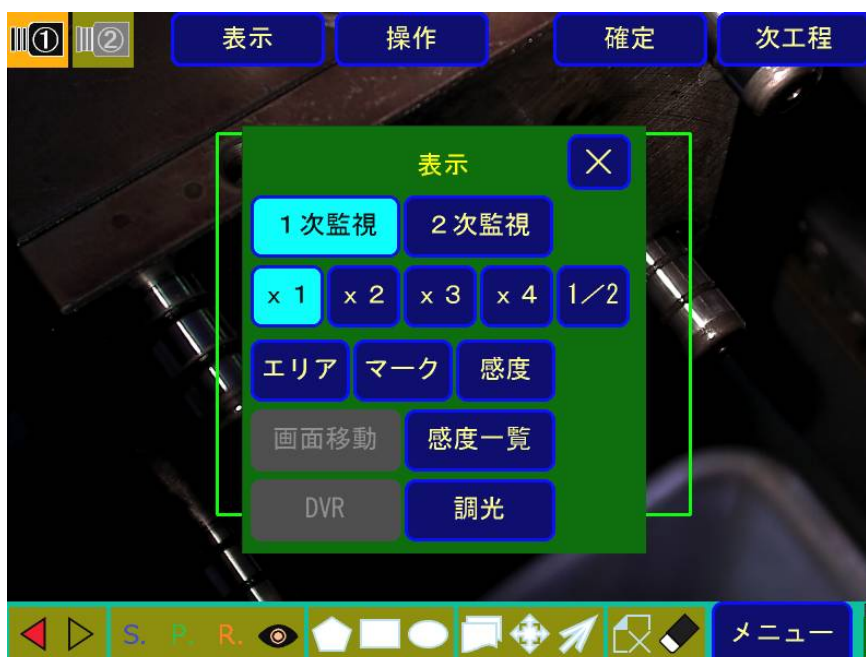 ① ② 表示 操作 確定 次工程
表示 ×
1次監視 2次監視
x 1 x 2 x 3 x 4 1/2
エリア マーク 感度
画面移動 感度一覧
DVR 調光
S. P. R. メニュー